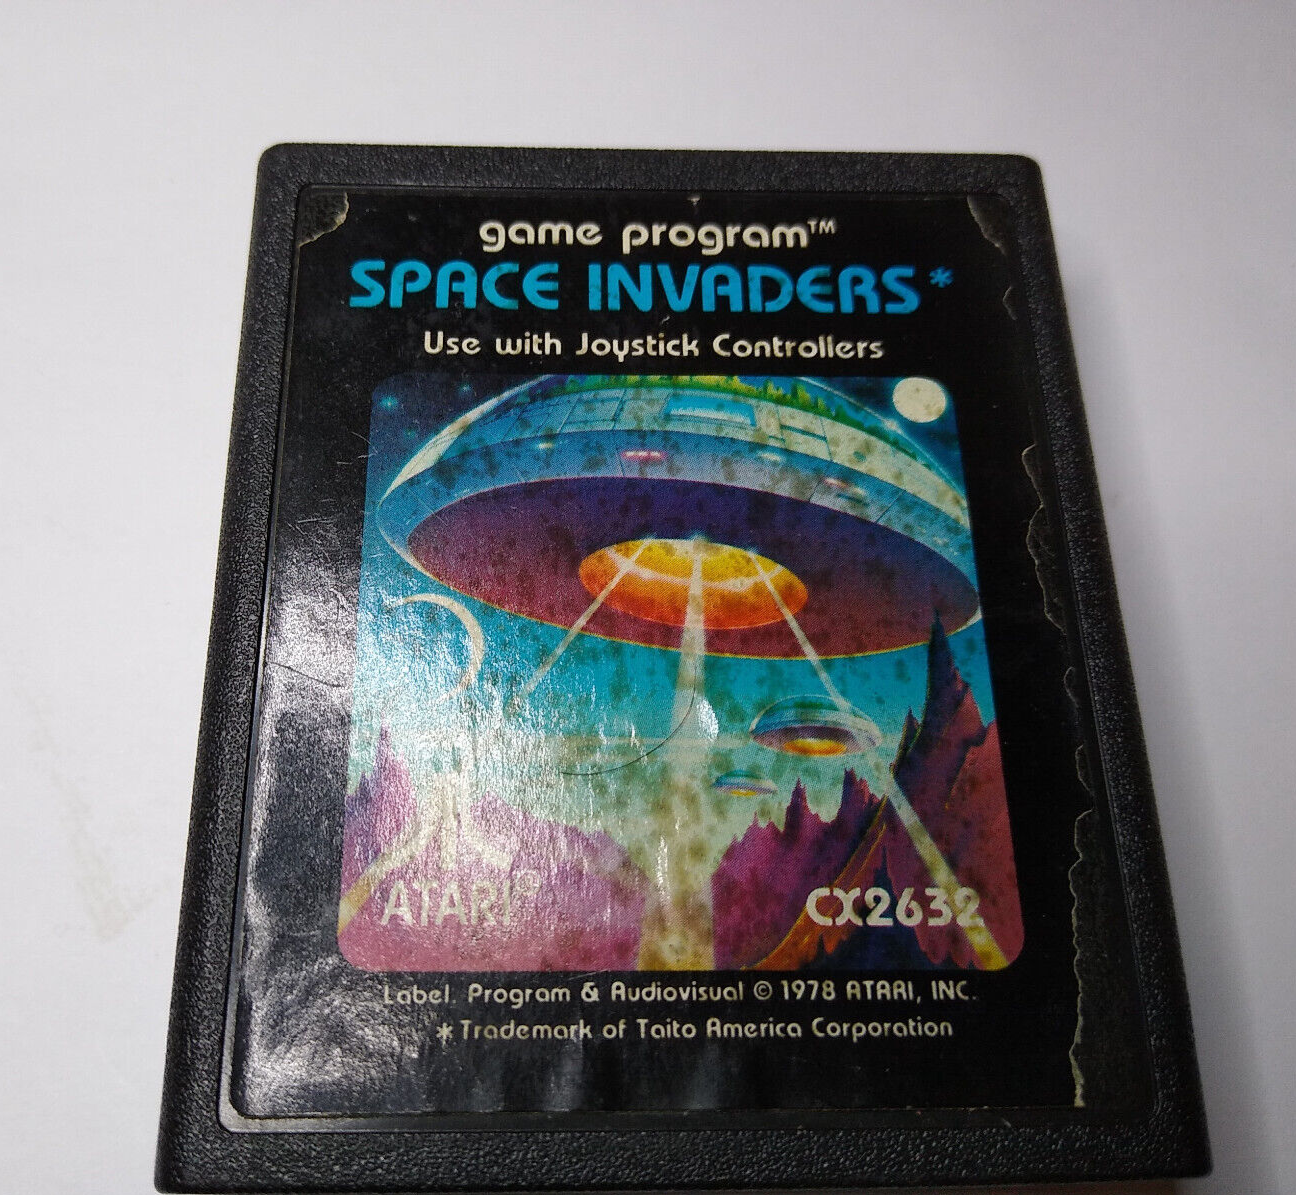 game program™
SPACE INVADERS*
Use with Joystick Controllers
ATARI®
CX2632
Label, Program & Audiovisual © 1978 ATARI, INC.
*Trademark of Taito America Corporation